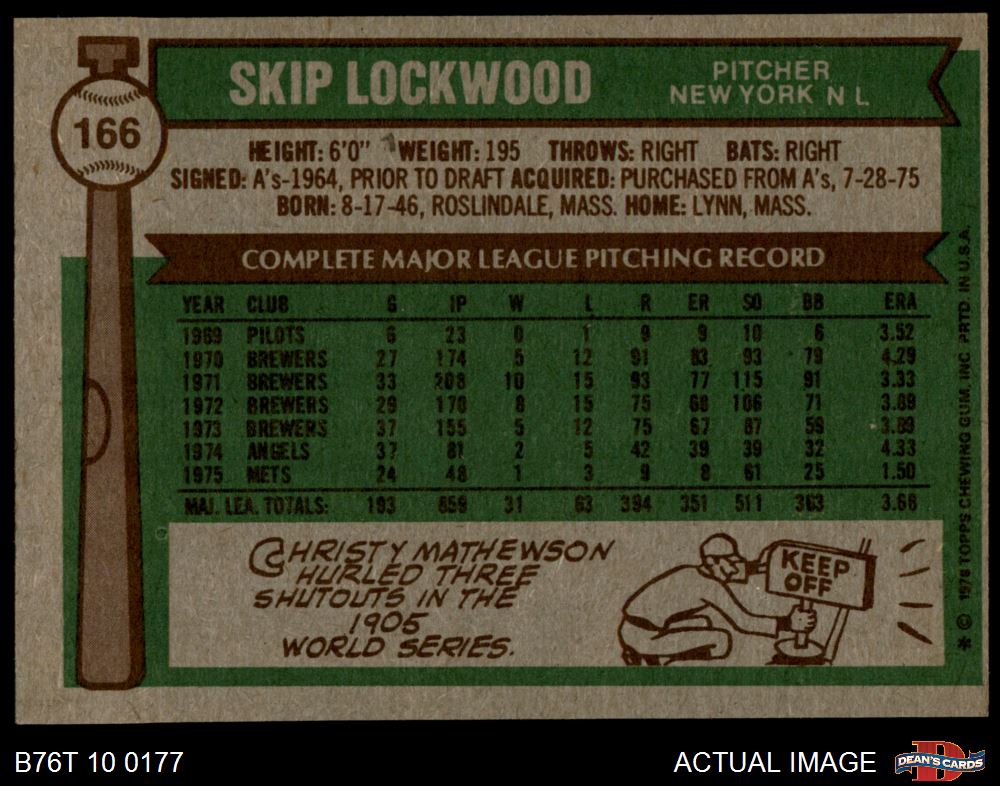 166
SKIP LOCKWOOD
PITCHER
NEW YORK N L
HEIGHT: 6'0" WEIGHT: 195 THROWS: RIGHT BATS: RIGHT
SIGNED: A's-1964, PRIOR TO DRAFT ACQUIRED: PURCHASED FROM A's, 7-28-75
BORN: 8-17-46, ROSLINDALE, MASS. HOME: LYNN, MASS.
COMPLETE MAJOR LEAGUE PITCHING RECORD
YEAR CLUB G IP W L R ER SO BB ERA
1969 PILOTS 6 23 0 1 9 9 10 6 3.52
1970 BREWERS 27 174 5 12 91 83 93 79 4.29
1971 BREWERS 33 208 10 15 93 77 115 91 3.33
1972 BREWERS 29 170 8 15 75 68 106 71
1973 BREWERS 37 155 5 12 75 67 87 59
1974 ANGELS 37 81 2 5 42 39 39 32 4.33
1975 METS 24 48 1 3 9 8 61 25 1.50
MAJ. LEA. TOTALS: 193 859 31 63 394 351 511 363 3.68
CHRISTY MATHEWSON
HURLED THREE
SHUTOUTS IN THE
1905
WORLD SERIES.
KEEP
OFF
* © 1976 TOPPS CHEWING GUM, INC. PRTD. IN U.S.A.
B76T 10 0177
ACTUAL IMAGE
D
DEAN'S CARDS